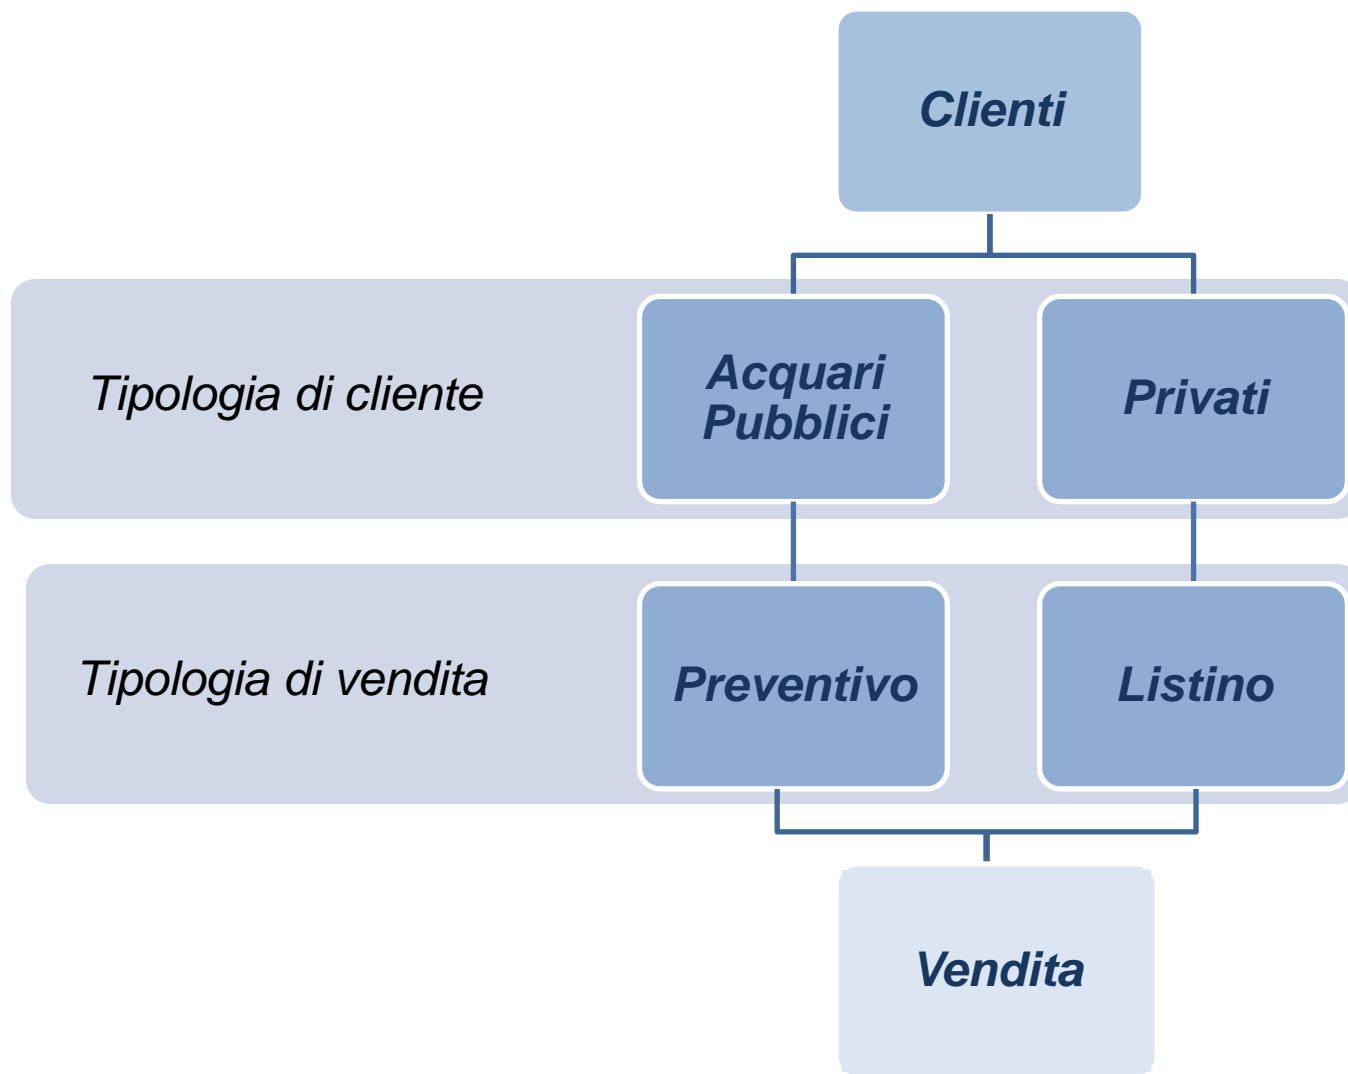 Clienti
Tipologia di cliente
Acquari
Pubblici
Privati
Tipologia di vendita
Preventivo
Listino
Vendita